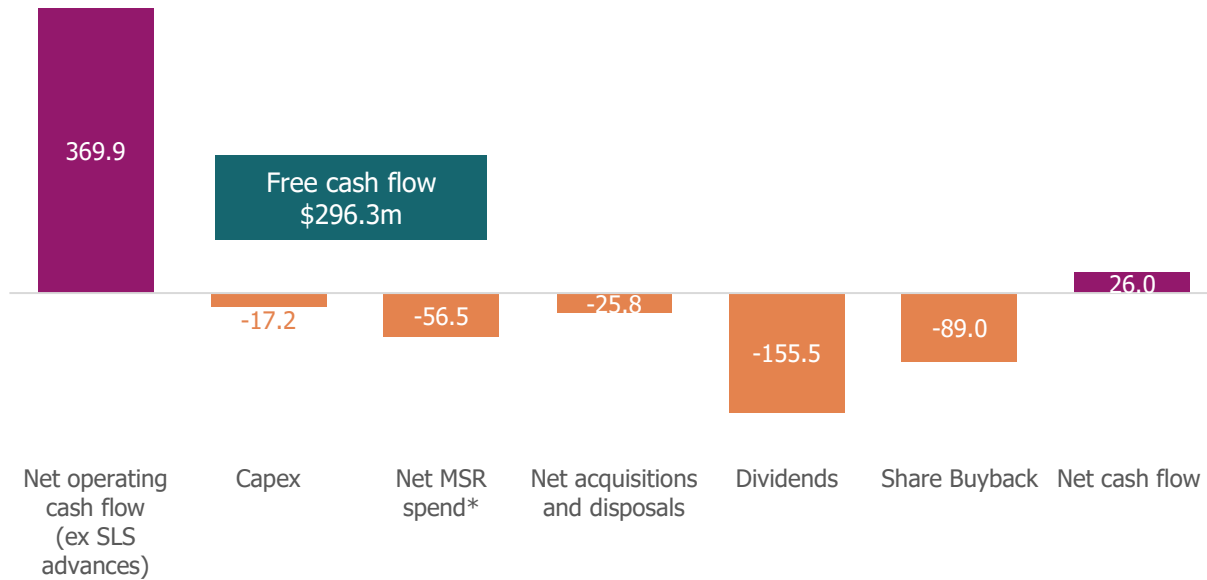 369.9
Free cash flow
$296.3m
-17.2
-56.5
-25.8
-155.5
-89.0
26.0
Net operating
cash flow
(ex SLS
advances)
Capex
Net MSR
spend*
Net acquisitions
and disposals
Dividends
Share Buyback
Net cash flow